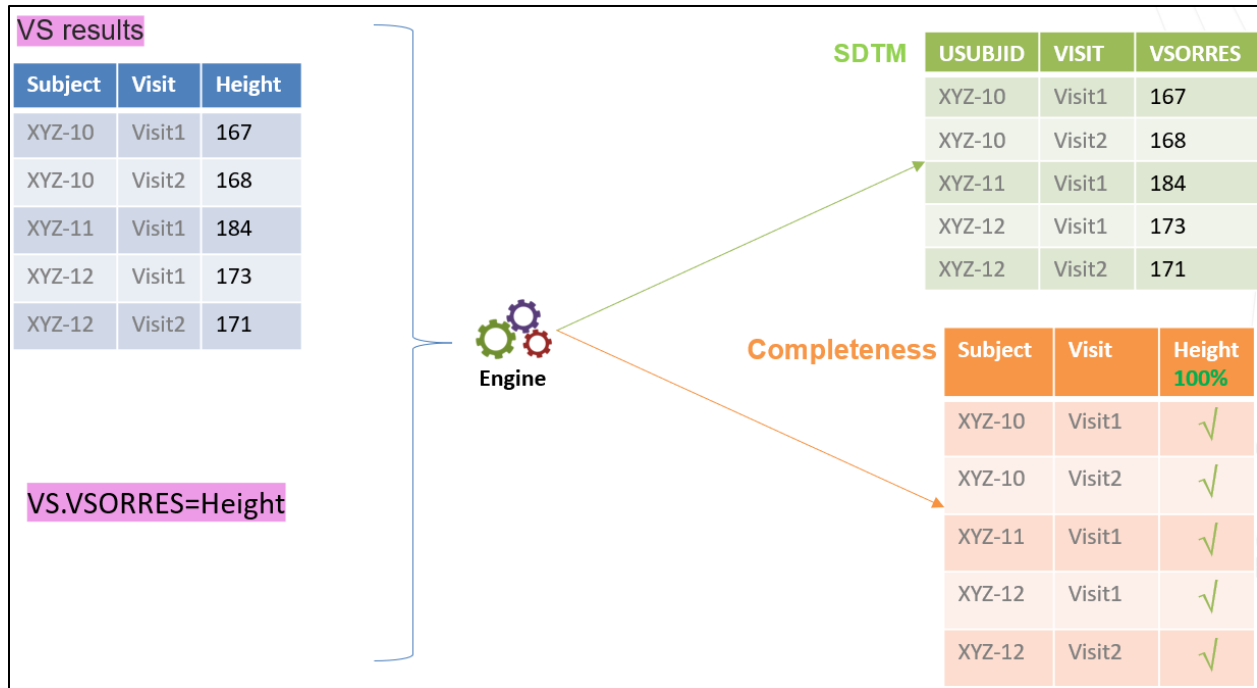 VS results
Subject Visit Height
XYZ-10 Visit1 167
XYZ-10 Visit2 168
XYZ-11 Visit1 184
XYZ-12 Visit1 173
XYZ-12 Visit2 171
VS.VSORRES=Height
Engine
SDTM
USUBJID VISIT VSORRES
XYZ-10 Visit1 167
XYZ-10 Visit2 168
XYZ-11 Visit1 184
XYZ-12 Visit1 173
XYZ-12 Visit2 171
Completeness
Subject Visit Height
100%
XYZ-10 Visit1 √
XYZ-10 Visit2 √
XYZ-11 Visit1 √
XYZ-12 Visit1 √
XYZ-12 Visit2 √